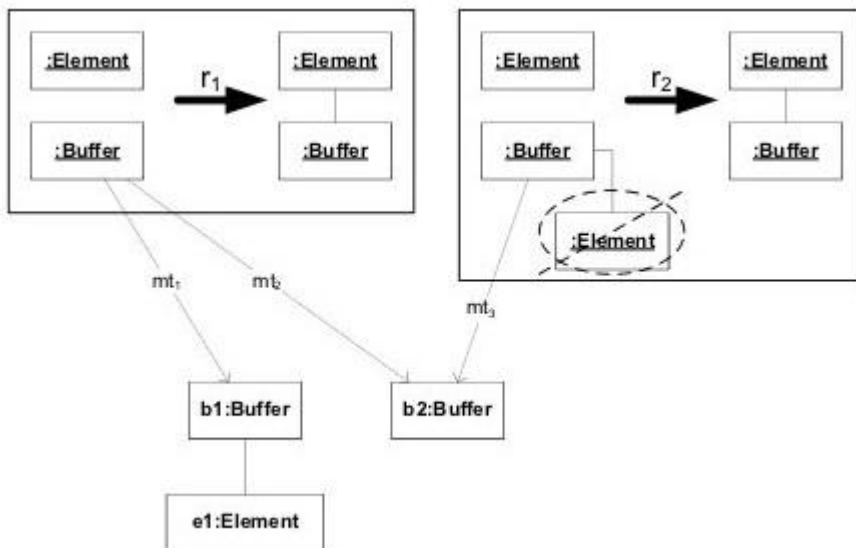 :Element
r1
:Element
:Buffer
:Buffer
:Element
r2
:Element
:Buffer
:Buffer
:Element
mt1
mt2
mt3
b1:Buffer
b2:Buffer
e1:Element